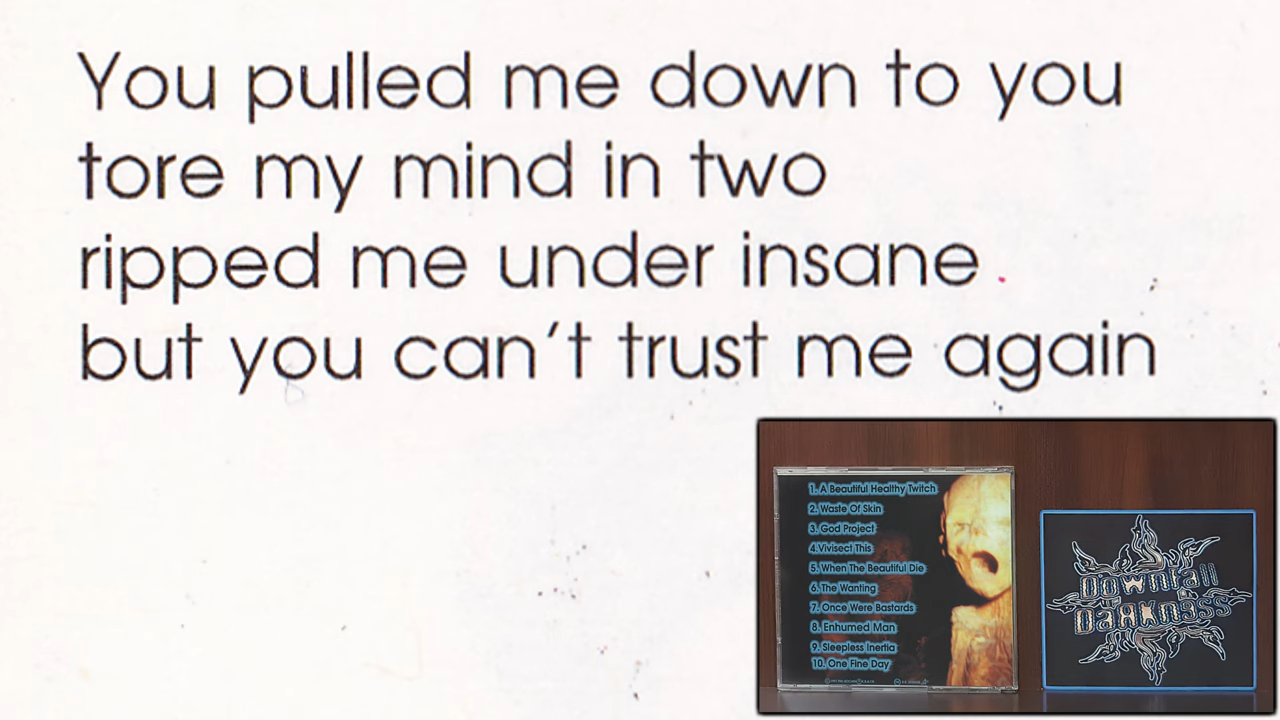 You pulled me down to you
tore my mind in two
ripped me under insane
but you can't trust me again
1. A Beautiful Healthy Twitch
2. Waste Of Skin
3. God Project
4.Vivisect This
5. When The Beautiful Die
6. The Wanting
7. Once Were Bastards
8. Enhumed Man
9. Sleepless Inertia
10. One Fine Day
Downfall
Darkness